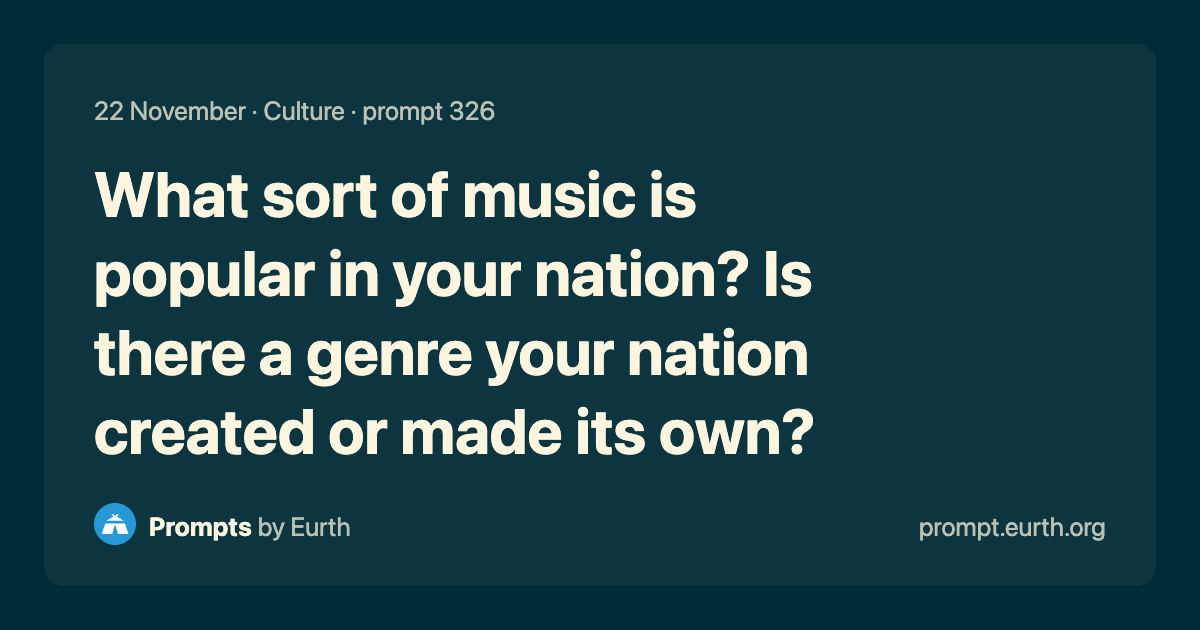 22 November · Culture · prompt 326
What sort of music is
popular in your nation? Is
there a genre your nation
created or made its own?
Prompts by Eurth
prompt.eurth.org